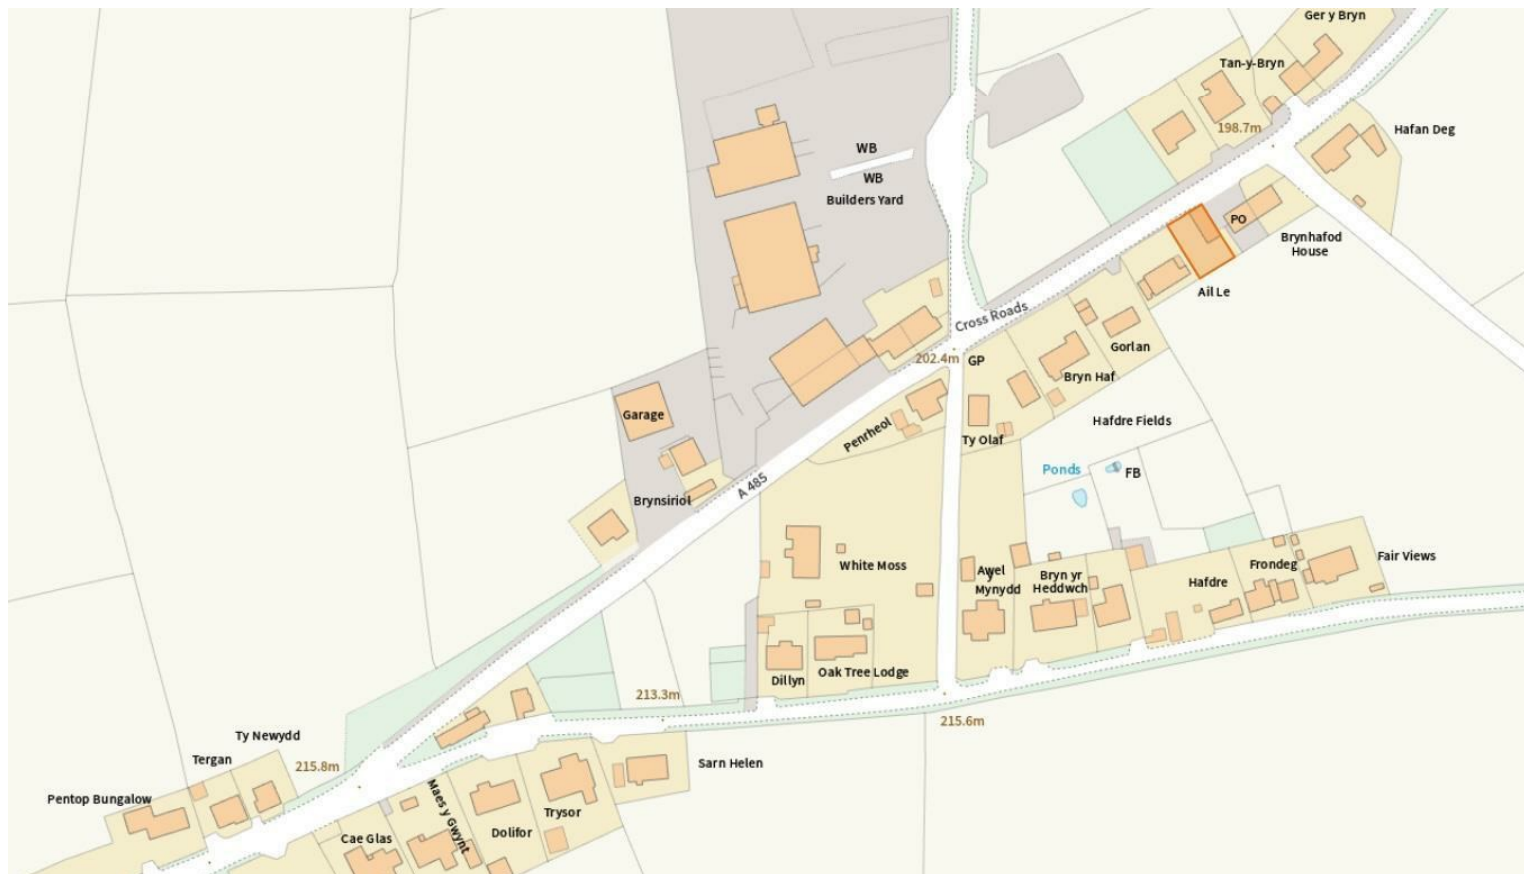 Ger y Bryn
Tan-y-Bryn
198.7m
Hafan Deg
WB
WB
Builders Yard
PO
Brynhafod
House
Ail Le
Cross Roads
202.4m
GP
Gorlan
Bryn Haf
Garage
Penrheol
Ty Olaf
Hafdre Fields
Ponds
FB
A 485
Brynsiriol
White Moss
Awel
y
Mynydd
Bryn yr
Heddwch
Hafdre
Frondeg
Fair Views
Dillyn
Oak Tree Lodge
213.3m
215.6m
Ty Newydd
Tergan
215.8m
Sarn Helen
Pentop Bungalow
Maes y Gwynt
Trysor
Dolifor
Cae Glas